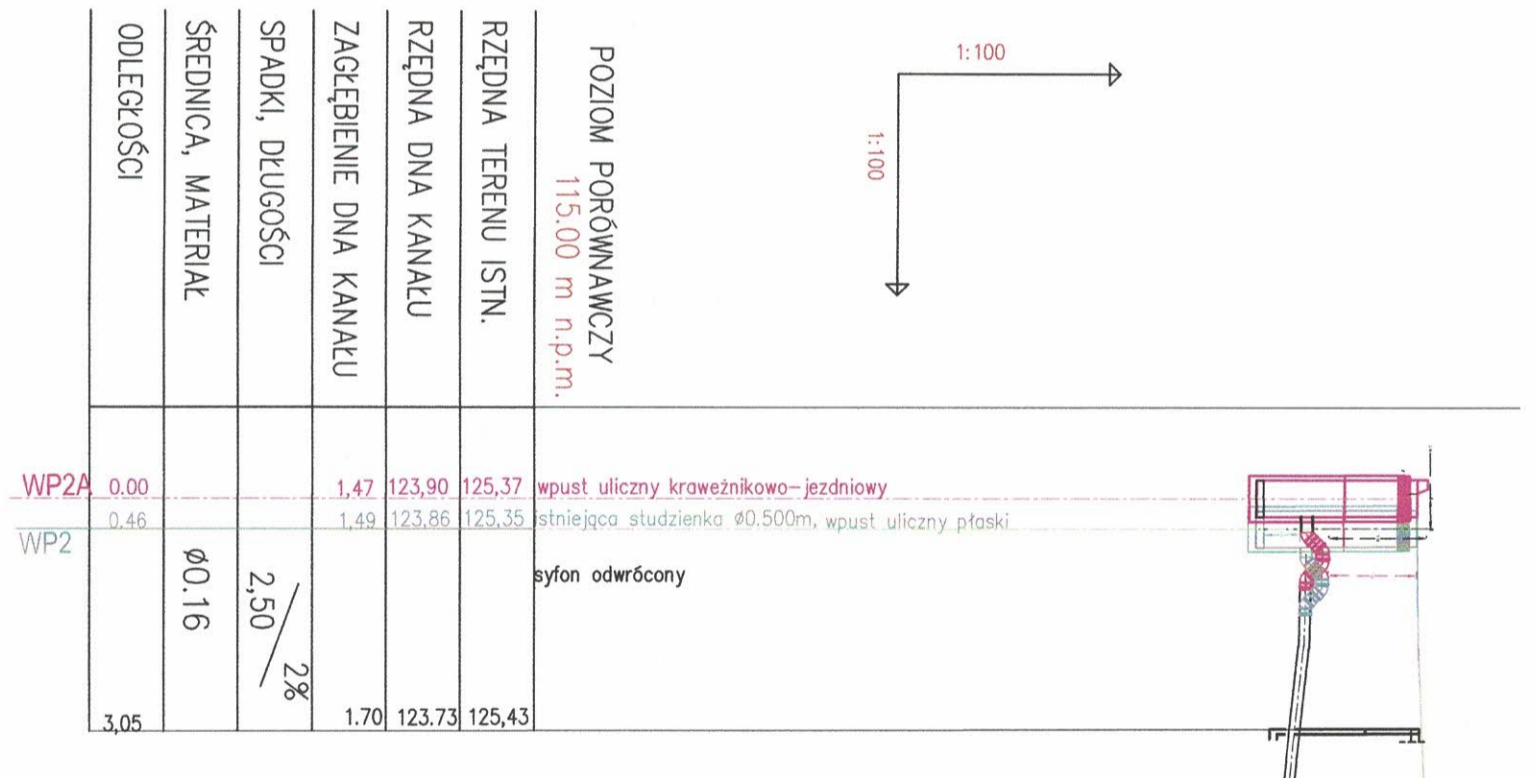 1:100
1:100
POZIOM PORÓWNAWCZY
115.00 m n.p.m.
RZĘDNA TERENU ISTN.
RZĘDNA DNA KANAŁU
ZAGŁĘBIENIE DNA KANAŁU
SPADKI, DŁUGOŚCI
ŚREDNICA, MATERIAŁ
ODLEGŁOŚCI
WP2A 0.00 1,47 123,90 125,37 wpust uliczny kraweżnikowo-jezdniowy
0,46 1,49 123,86 125,35 istniejąca studzienka Ø0.500m, wpust uliczny płaski
WP2
syfon odwrócony
Ø0.16
2,50 / 2%
3,05 1.70 123.73 125,43